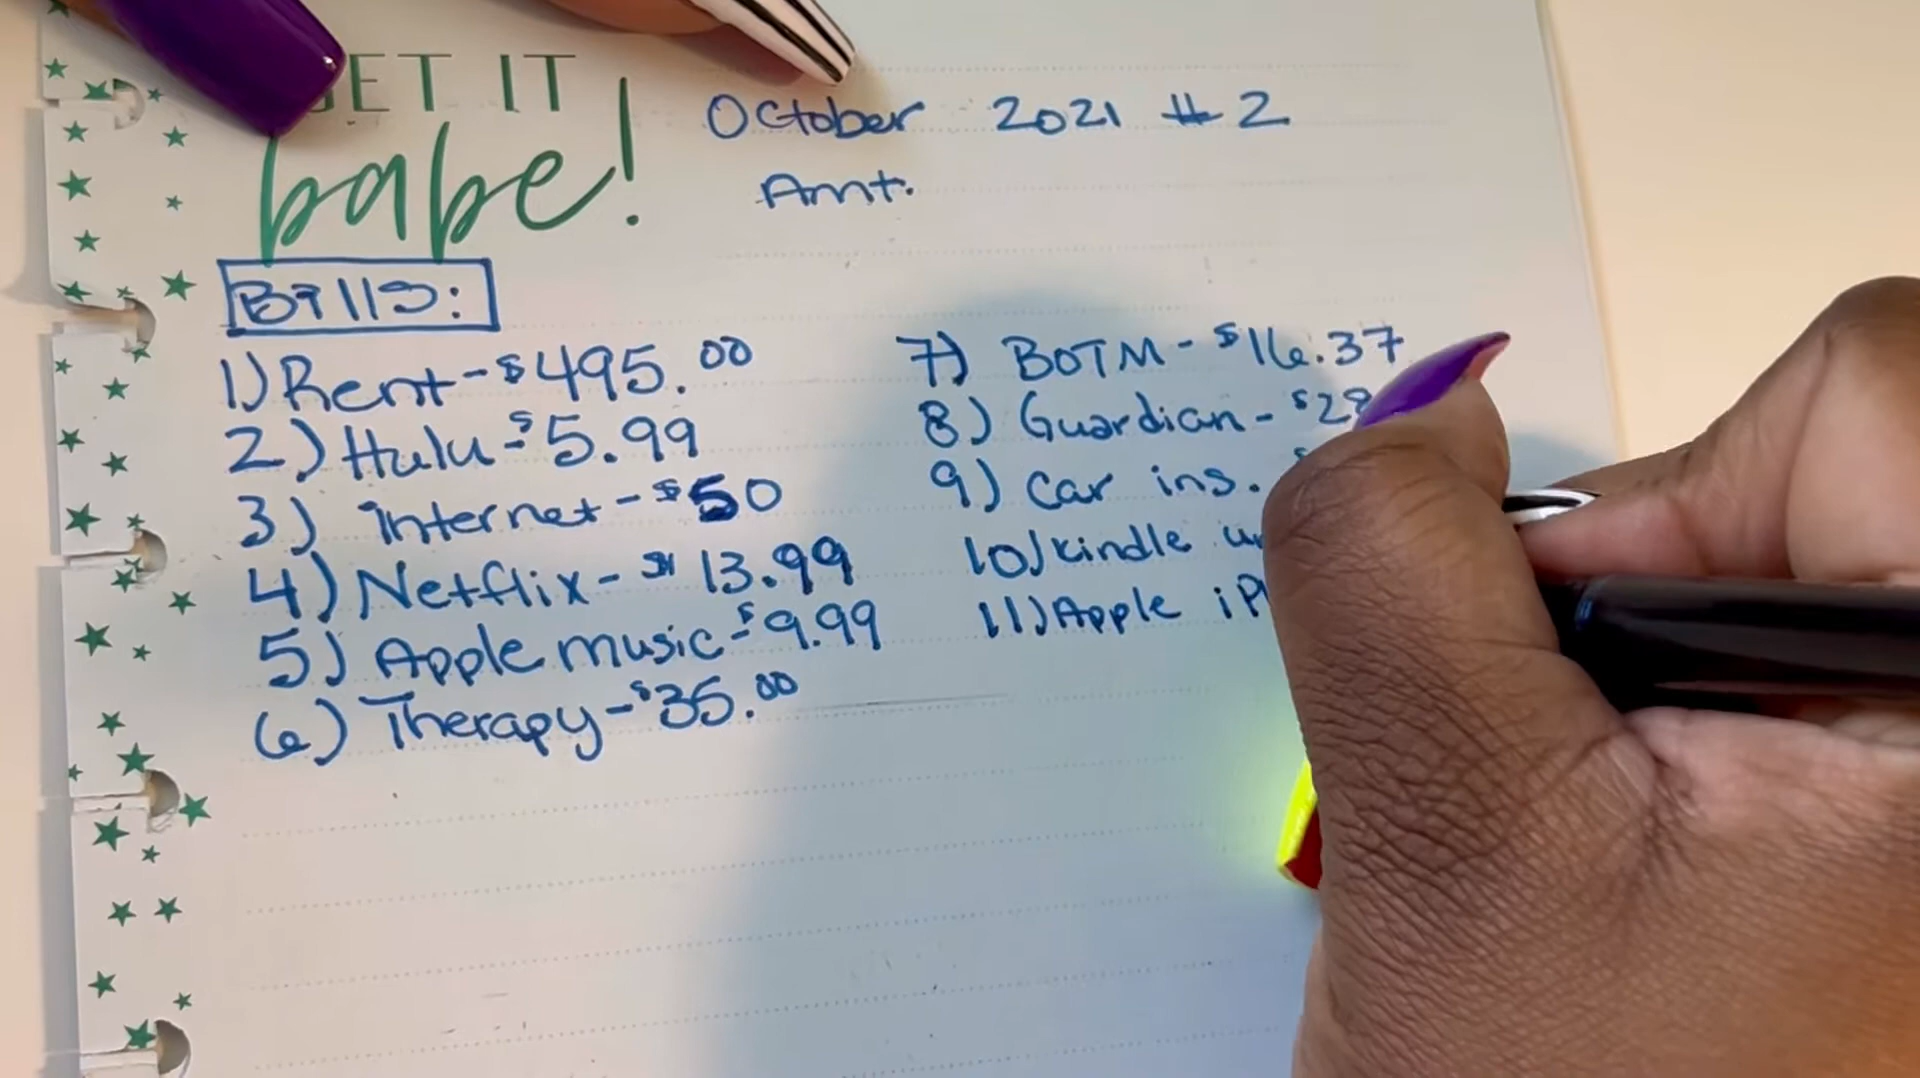 GET IT
babe!
October 2021 #2
Amt.
Bills:
1) Rent - $495.00
2) Hulu - $5.99
3) Internet - $50
4) Netflix - $13.99
5) Apple music - $9.99
6) Therapy - $35.00
7) BOTM - $16.37
8) Guardian - $28
9) Car ins.
10) Kindle
11) Apple